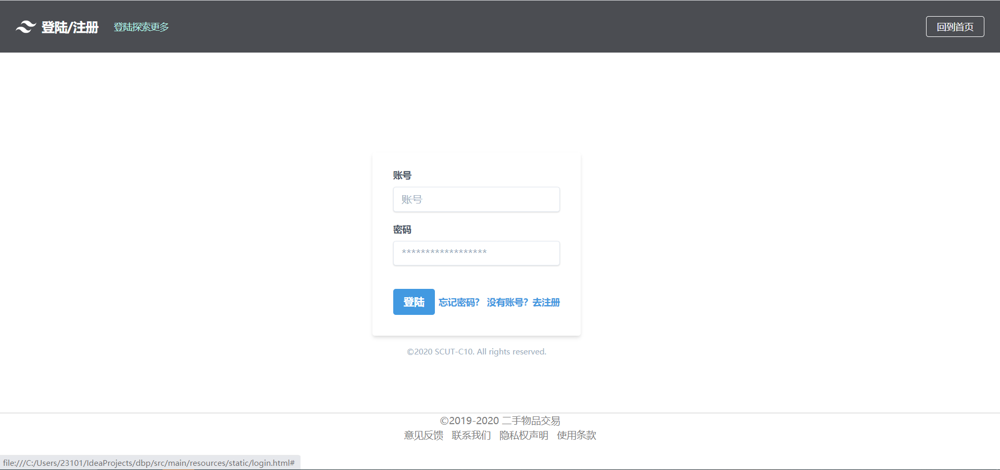 登陆/注册 登陆探索更多 回到首页
账号
账号
密码
******************
登陆 忘记密码? 没有账号? 去注册
©2020 SCUT-C10. All rights reserved.
©2019-2020 二手物品交易
意见反馈 联系我们 隐私权声明 使用条款
file:///C:/Users/23101/IdeaProjects/dbp/src/main/resources/static/login.html#